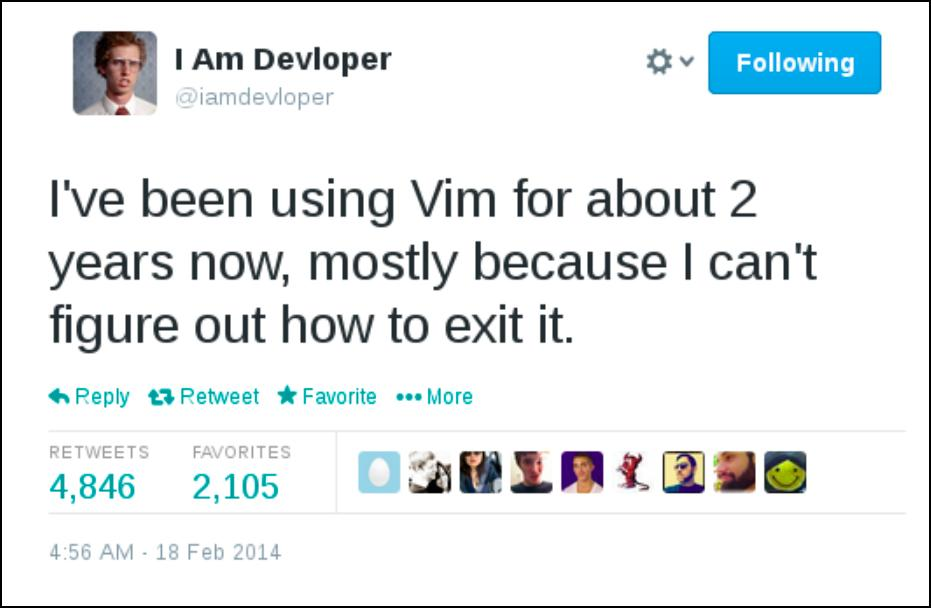 I Am Devloper
@iamdevloper
Following
I've been using Vim for about 2
years now, mostly because I can't
figure out how to exit it.
Reply Retweet Favorite More
RETWEETS FAVORITES
4,846 2,105
4:56 AM - 18 Feb 2014